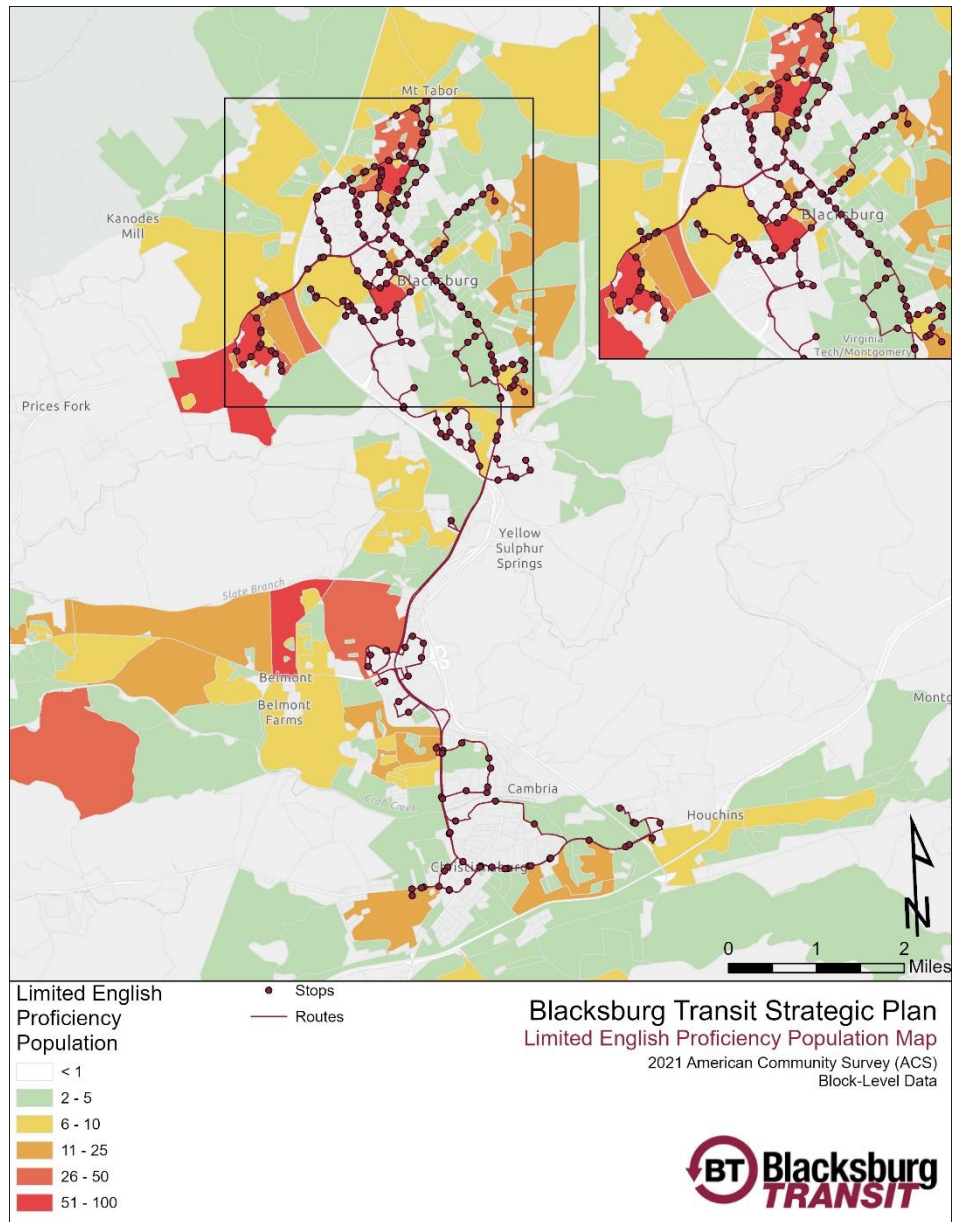 Mt Tabor
Kanodes
Mill
Blacksburg
Blacksburg
Virginia
Tech/Montgomery
Prices Fork
Yellow
Sulphur
Springs
Slate Branch
Belmont
Belmont
Farms
Montg
Crab Creek
Cambria
Houchins
Christiansburg
N
0 1 2
Miles
Limited English
Proficiency
Population
< 1
2 - 5
6 - 10
11 - 25
26 - 50
51 - 100
Stops
Routes
Blacksburg Transit Strategic Plan
Limited English Proficiency Population Map
2021 American Community Survey (ACS)
Block-Level Data
BT Blacksburg
TRANSIT